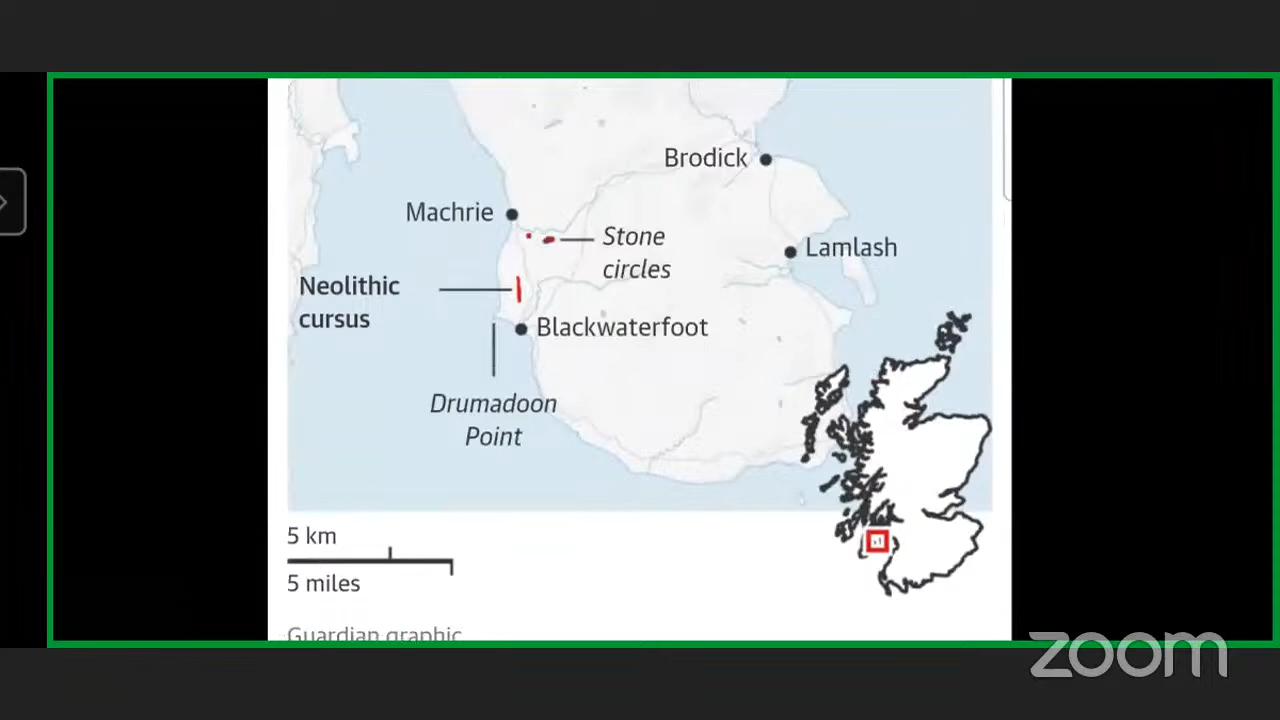 Brodick
Machrie
Stone
circles
Lamlash
Neolithic
cursus
Blackwaterfoot
Drumadoon
Point
5 km
5 miles
Guardian graphic
zoom